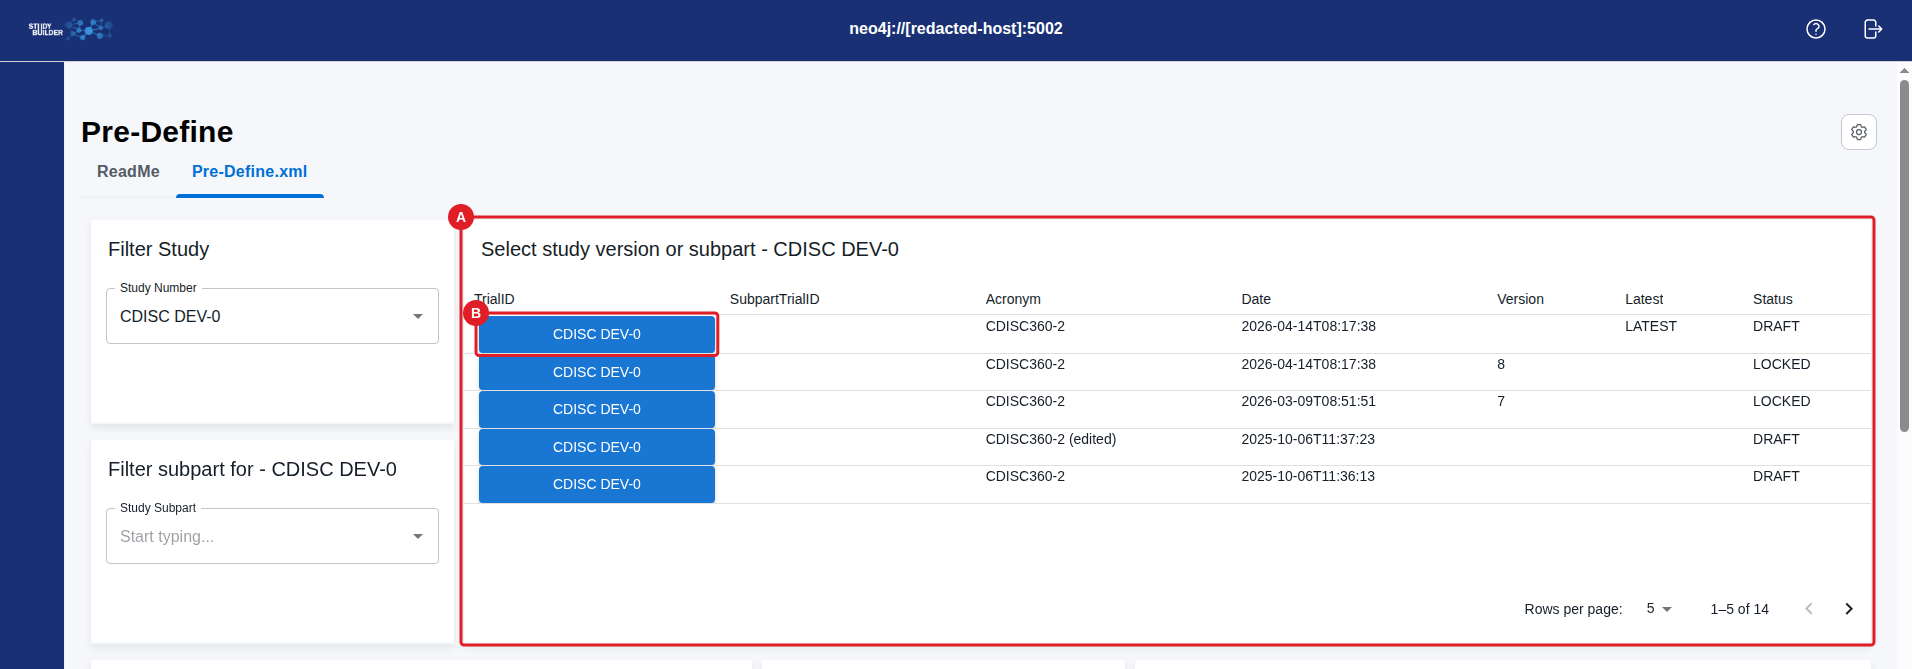 STUDY
BUILDER
neo4j://[redacted-host]:5002
Pre-Define
ReadMe
Pre-Define.xml
A
Filter Study
Study Number
CDISC DEV-0
Filter subpart for - CDISC DEV-0
Study Subpart
Start typing...
Select study version or subpart - CDISC DEV-0
TrialID SubpartTrialID Acronym Date Version Latest Status
B
CDISC DEV-0 CDISC360-2 2026-04-14T08:17:38 LATEST DRAFT
CDISC DEV-0 CDISC360-2 2026-04-14T08:17:38 8 LOCKED
CDISC DEV-0 CDISC360-2 2026-03-09T08:51:51 7 LOCKED
CDISC DEV-0 CDISC360-2 (edited) 2025-10-06T11:37:23 DRAFT
CDISC DEV-0 CDISC360-2 2025-10-06T11:36:13 DRAFT
Rows per page: 5 1–5 of 14